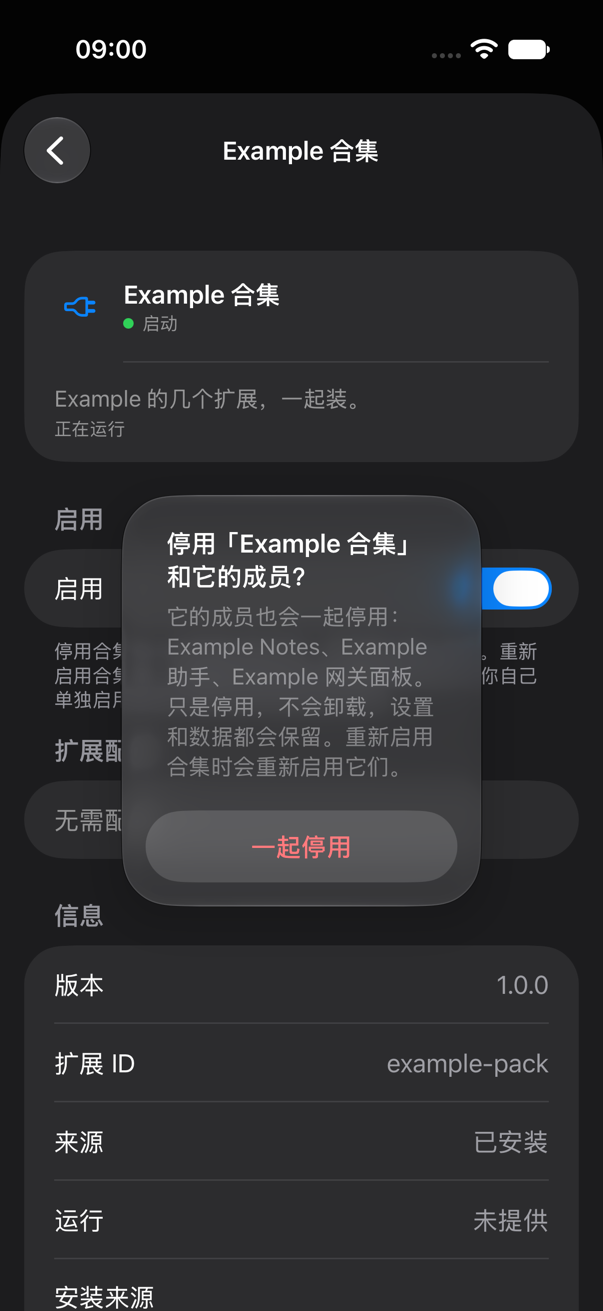 09:00
Example 合集
Example 合集
启动
Example 的几个扩展，一起装。
正在运行
启用
启用
停用合集
。重新
启用合集
你自己
单独启用
停用「Example 合集」
和它的成员？
它的成员也会一起停用：
Example Notes、Example
助手、Example 网关面板。
只是停用，不会卸载，设置
和数据都会保留。重新启用
合集时会重新启用它们。
一起停用
扩展配
无需配
信息
版本
1.0.0
扩展 ID
example-pack
来源
已安装
运行
未提供
安装来源